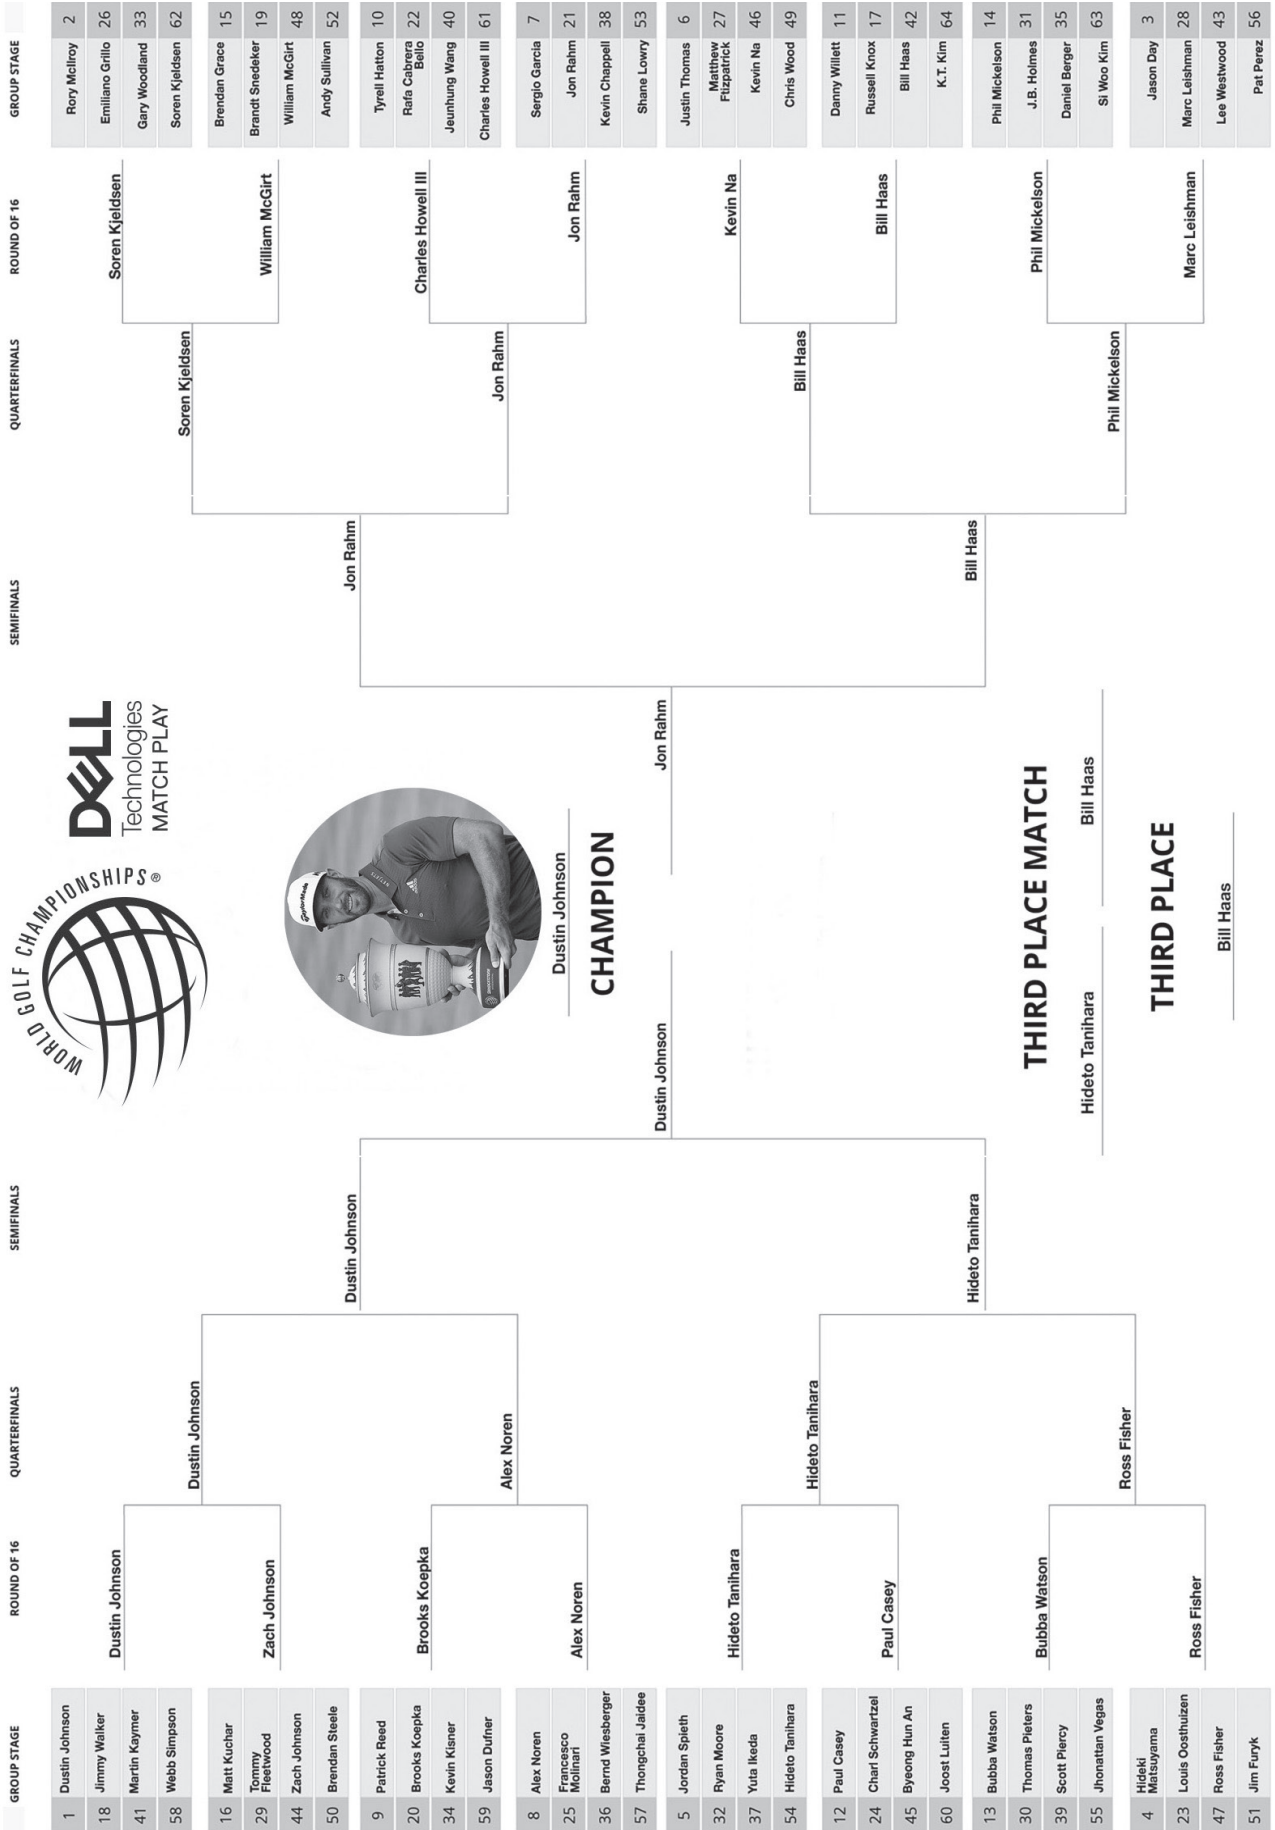 GROUP STAGE
ROUND OF 16
QUARTERFINALS
SEMIFINALS
SEMIFINALS
QUARTERFINALS
ROUND OF 16
GROUP STAGE
1 Dustin Johnson
18 Jimmy Walker
41 Martin Kaymer
58 Webb Simpson
16 Matt Kuchar
29 Tommy
Fleetwood
44 Zach Johnson
50 Brendan Steele
9 Patrick Reed
20 Brooks Koepka
34 Kevin Kisner
59 Jason Dufner
8 Alex Noren
25 Francesco
Molinari
36 Bernd Wiesberger
57 Thongchai Jaidee
5 Jordan Spieth
32 Ryan Moore
37 Yuta Ikeda
54 Hideto Tanihara
12 Paul Casey
24 Charl Schwartzel
45 Byeong Hun An
60 Joost Luiten
13 Bubba Watson
30 Thomas Pieters
39 Scott Piercy
55 Jhonattan Vegas
4 Hideki
Matsuyama
23 Louis Oosthuizen
47 Ross Fisher
51 Jim Furyk
Dustin Johnson
Zach Johnson
Brooks Koepka
Alex Noren
Hideto Tanihara
Paul Casey
Bubba Watson
Ross Fisher
Dustin Johnson
Alex Noren
Hideto Tanihara
Ross Fisher
Dustin Johnson
Hideto Tanihara
WORLD GOLF CHAMPIONSHIPS®
DELL
Technologies
MATCH PLAY
TaylorMade
adidas
Dustin Johnson
CHAMPION
Dustin Johnson
Jon Rahm
THIRD PLACE MATCH
Hideto Tanihara
Bill Haas
THIRD PLACE
Bill Haas
Jon Rahm
Bill Haas
Soren Kjeldsen
Jon Rahm
Bill Haas
Phil Mickelson
Soren Kjeldsen
William McGirt
Charles Howell III
Jon Rahm
Kevin Na
Bill Haas
Phil Mickelson
Marc Leishman
Rory McIlroy 2
Emiliano Grillo 26
Gary Woodland 33
Soren Kjeldsen 62
Brendan Grace 15
Brandt Snedeker 19
William McGirt 48
Andy Sullivan 52
Tyrell Hatton 10
Rafa Cabrera
Bello 22
Jeunhung Wang 40
Charles Howell III 61
Sergio Garcia 7
Jon Rahm 21
Kevin Chappell 38
Shane Lowry 53
Justin Thomas 6
Matthew
Ftizpatrick 27
Kevin Na 46
Chris Wood 49
Danny Willett 11
Russell Knox 17
Bill Haas 42
K.T. Kim 64
Phil Mickelson 14
J.B. Holmes 31
Daniel Berger 35
Si Woo Kim 63
Jason Day 3
Marc Leishman 28
Lee Westwood 43
Pat Perez 56